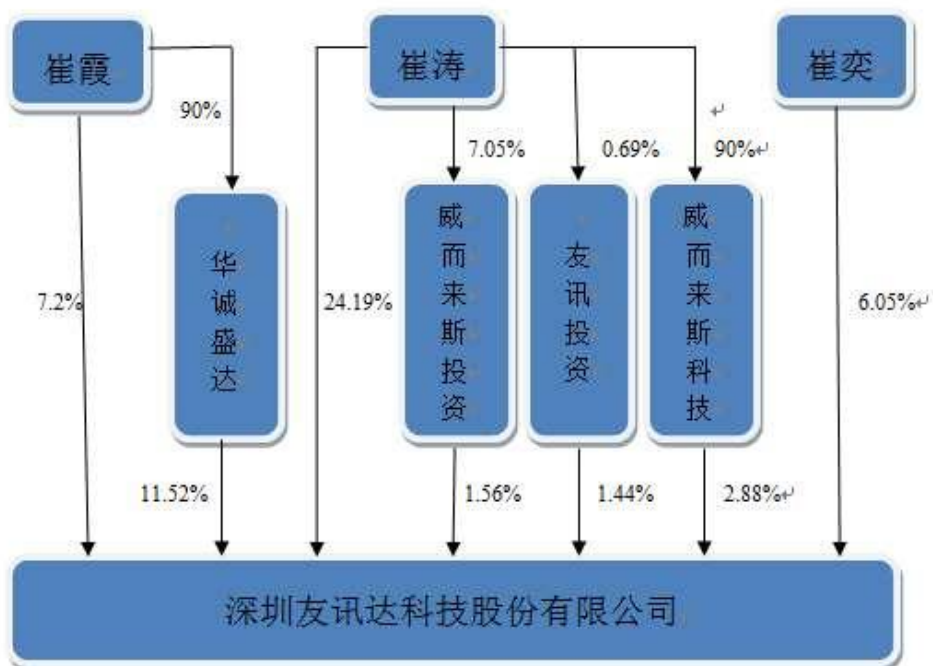 崔霞
崔涛
崔奕
90%
7.05%
0.69%
90%↵
↵
华诚盛达
威而来斯投资
友讯投资
威而来斯科技
7.2%
24.19%
6.05%↵
11.52%
1.56%
1.44%
2.88%↵
深圳友讯达科技股份有限公司